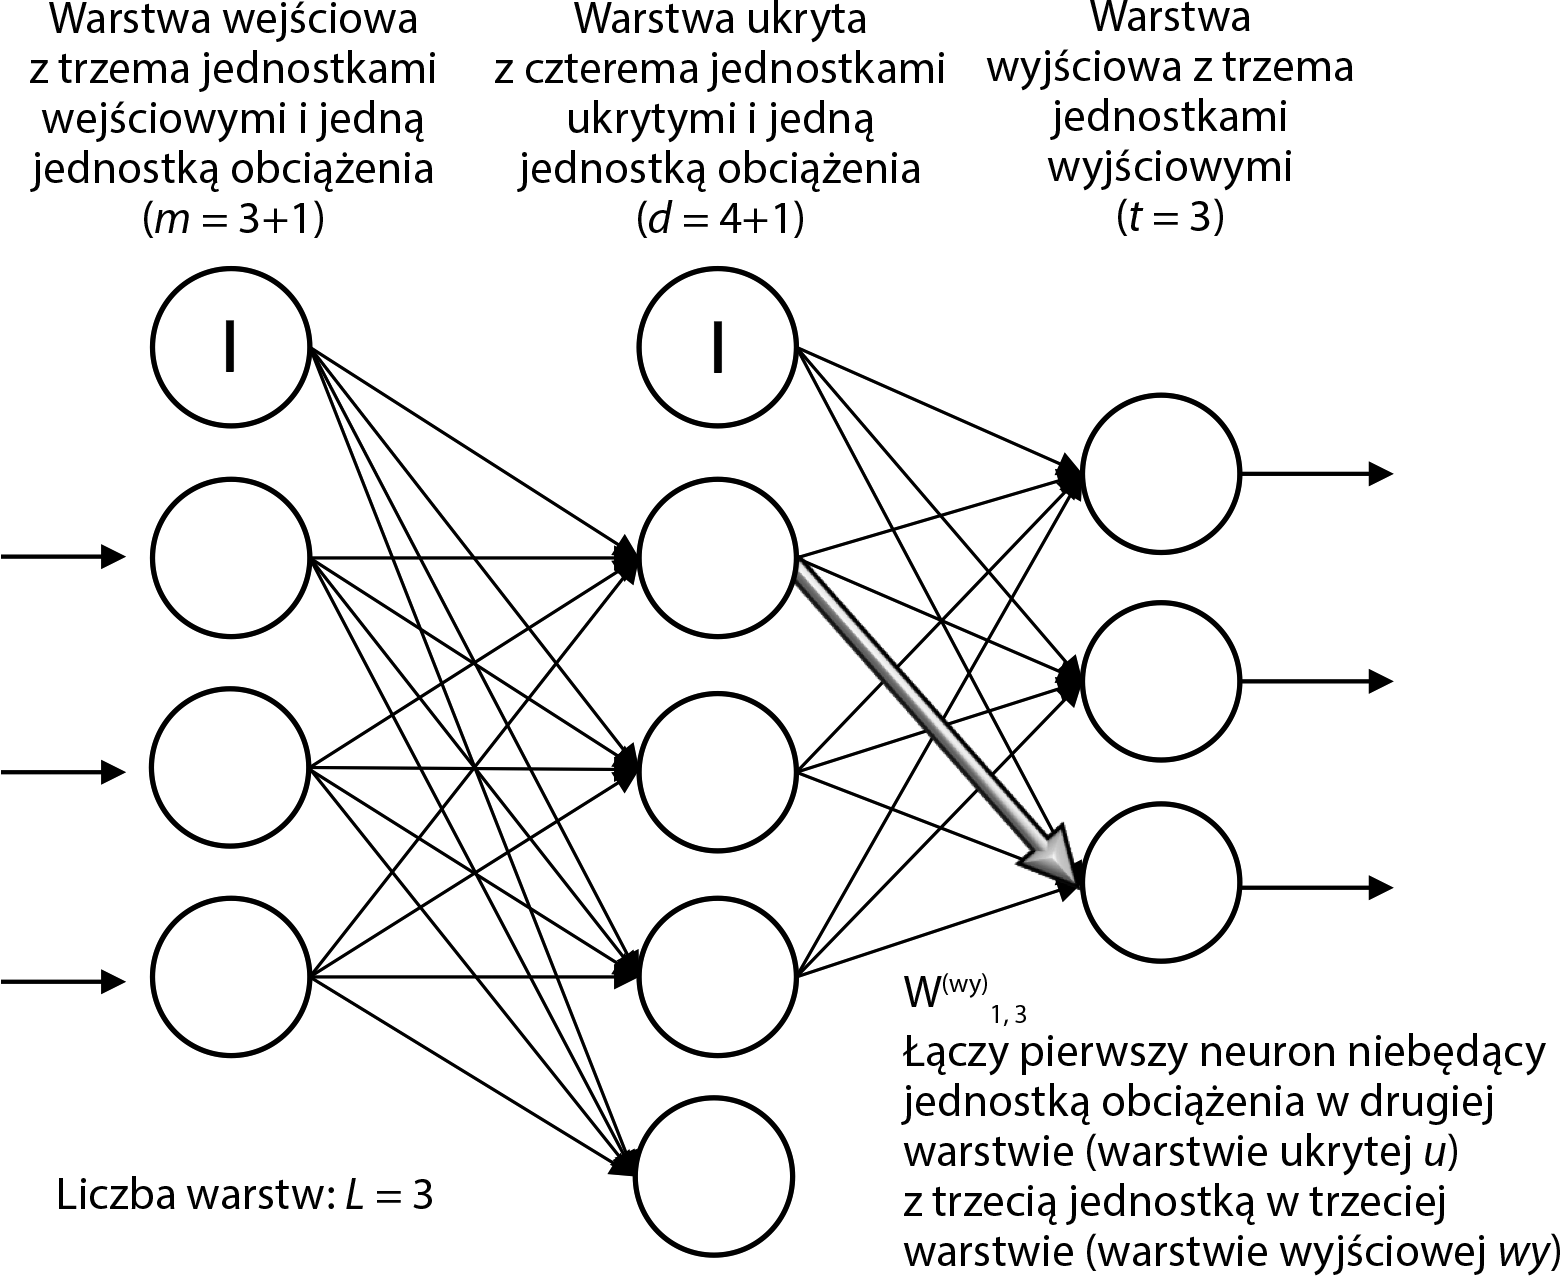 Warstwa wejściowa
z trzema jednostkami
wejściowymi i jedną
jednostką obciążenia
(m = 3+1)
Warstwa ukryta
z czterema jednostkami
ukrytymi i jedną
jednostką obciążenia
(d = 4+1)
Warstwa
wyjściowa z trzema
jednostkami
wyjściowymi
(t = 3)
I
I
W(wy)1, 3
Łączy pierwszy neuron niebędący
jednostką obciążenia w drugiej
warstwie (warstwie ukrytej u)
z trzecią jednostką w trzeciej
warstwie (warstwie wyjściowej wy)
Liczba warstw: L = 3